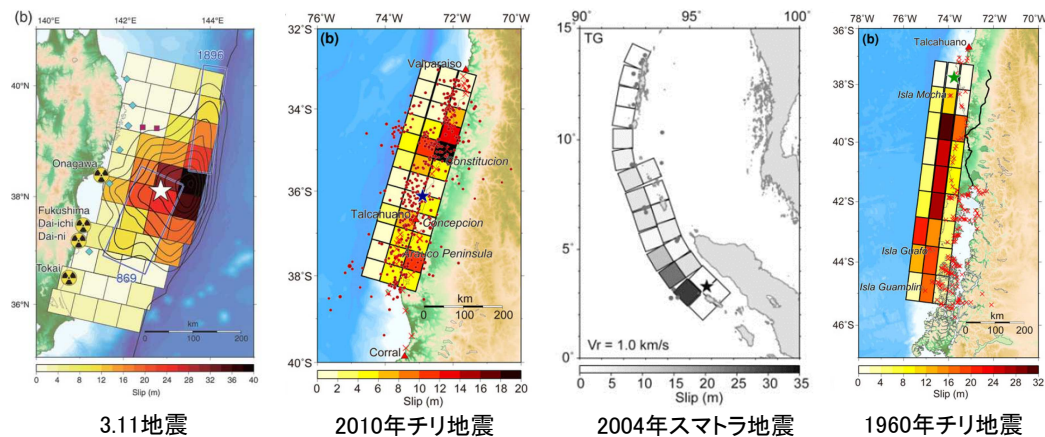 (b)
140°E
142°E
144°E
40°N
38°N
36°N
1896
869
Onagawa
Fukushima
Dai-ichi
Dai-ni
Tokai
km
0 100 200
0 4 8 12 16 20 24 28 32 36 40
Slip (m)
3.11地震
76°W 74°W 72°W 70°W
32°S
34°S
36°S
38°S
40°S
(b)
Valparaiso
Constitucion
Talcahuano
Concepcion
Arauco Peninsula
Corral
km
0 100 200
0 2 4 6 8 10 12 14 16 18 20
Slip (m)
2010年チリ地震
90° 95° 100°
15°
10°
5°
0°
TG
Vr = 1.0 km/s
0 5 10 15 20 25 30 35
Slip (m)
2004年スマトラ地震
76°W 74°W 72°W
36°S
38°S
40°S
42°S
44°S
46°S
(b)
Talcahuano
Isla Mocha
Isla Guafe
Isla Guamblin
km
0 100 200
0 4 8 12 16 20 24 28 32
Slip (m)
1960年チリ地震